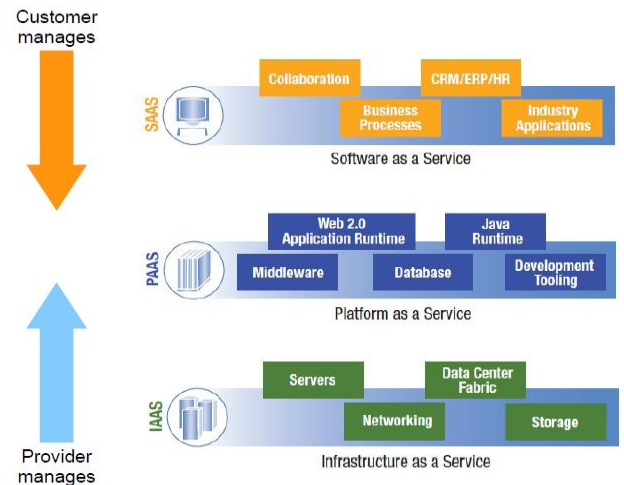 Customer
manages
SAAS
Collaboration
CRM/ERP/HR
Business
Processes
Industry
Applications
Software as a Service
PAAS
Web 2.0
Application Runtime
Java
Runtime
Middleware
Database
Development
Tooling
Platform as a Service
IAAS
Servers
Data Center
Fabric
Networking
Storage
Infrastructure as a Service
Provider
manages